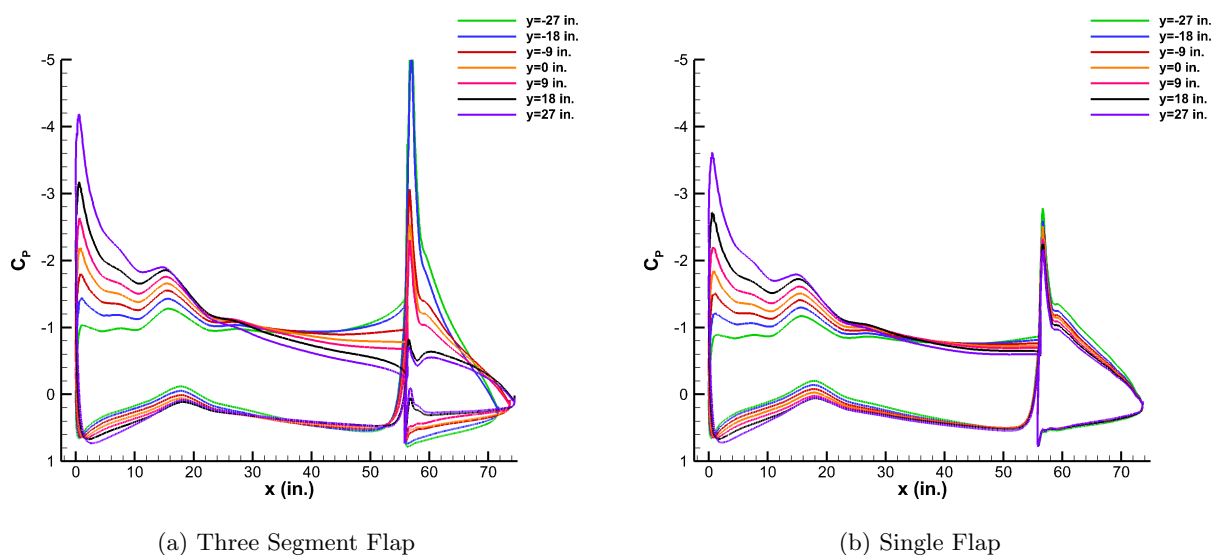 y=-27 in.
y=-18 in.
y=-9 in.
y=0 in.
y=9 in.
y=18 in.
y=27 in.
-5
-4
-3
-2
-1
0
1
CP
0 10 20 30 40 50 60 70
x (in.)
(a) Three Segment Flap
y=-27 in.
y=-18 in.
y=-9 in.
y=0 in.
y=9 in.
y=18 in.
y=27 in.
-5
-4
-3
-2
-1
0
1
CP
0 10 20 30 40 50 60 70
x (in.)
(b) Single Flap